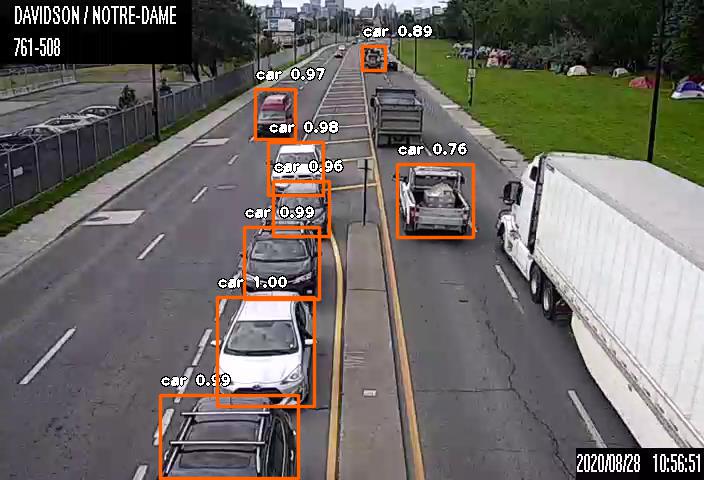 DAVIDSON / NOTRE-DAME
761-508
car 0.89
car 0.97
car 0.98
car 0.96
car 0.76
car 0.99
car 1.00
car 0.99
2020/08/28 10:56:51